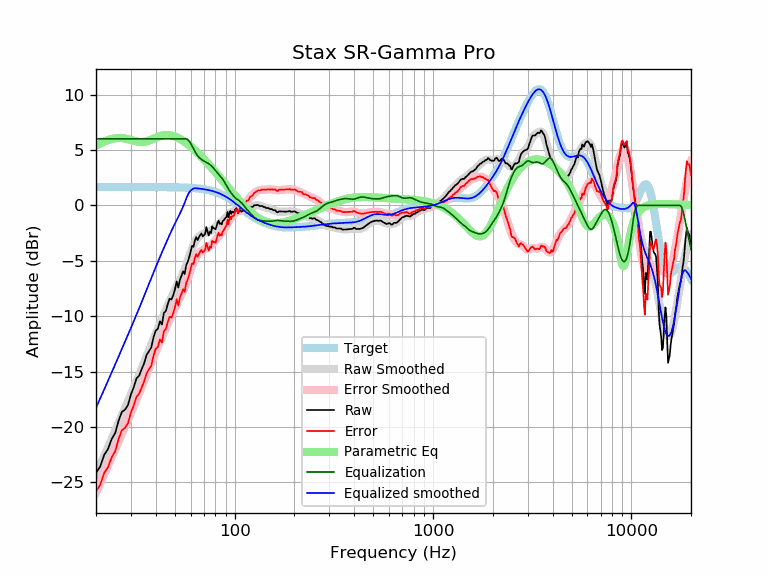 Stax SR-Gamma Pro
10
5
0
−5
−10
−15
−20
−25
Amplitude (dBr)
Target
Raw Smoothed
Error Smoothed
Raw
Error
Parametric Eq
Equalization
Equalized smoothed
100
1000
10000
Frequency (Hz)